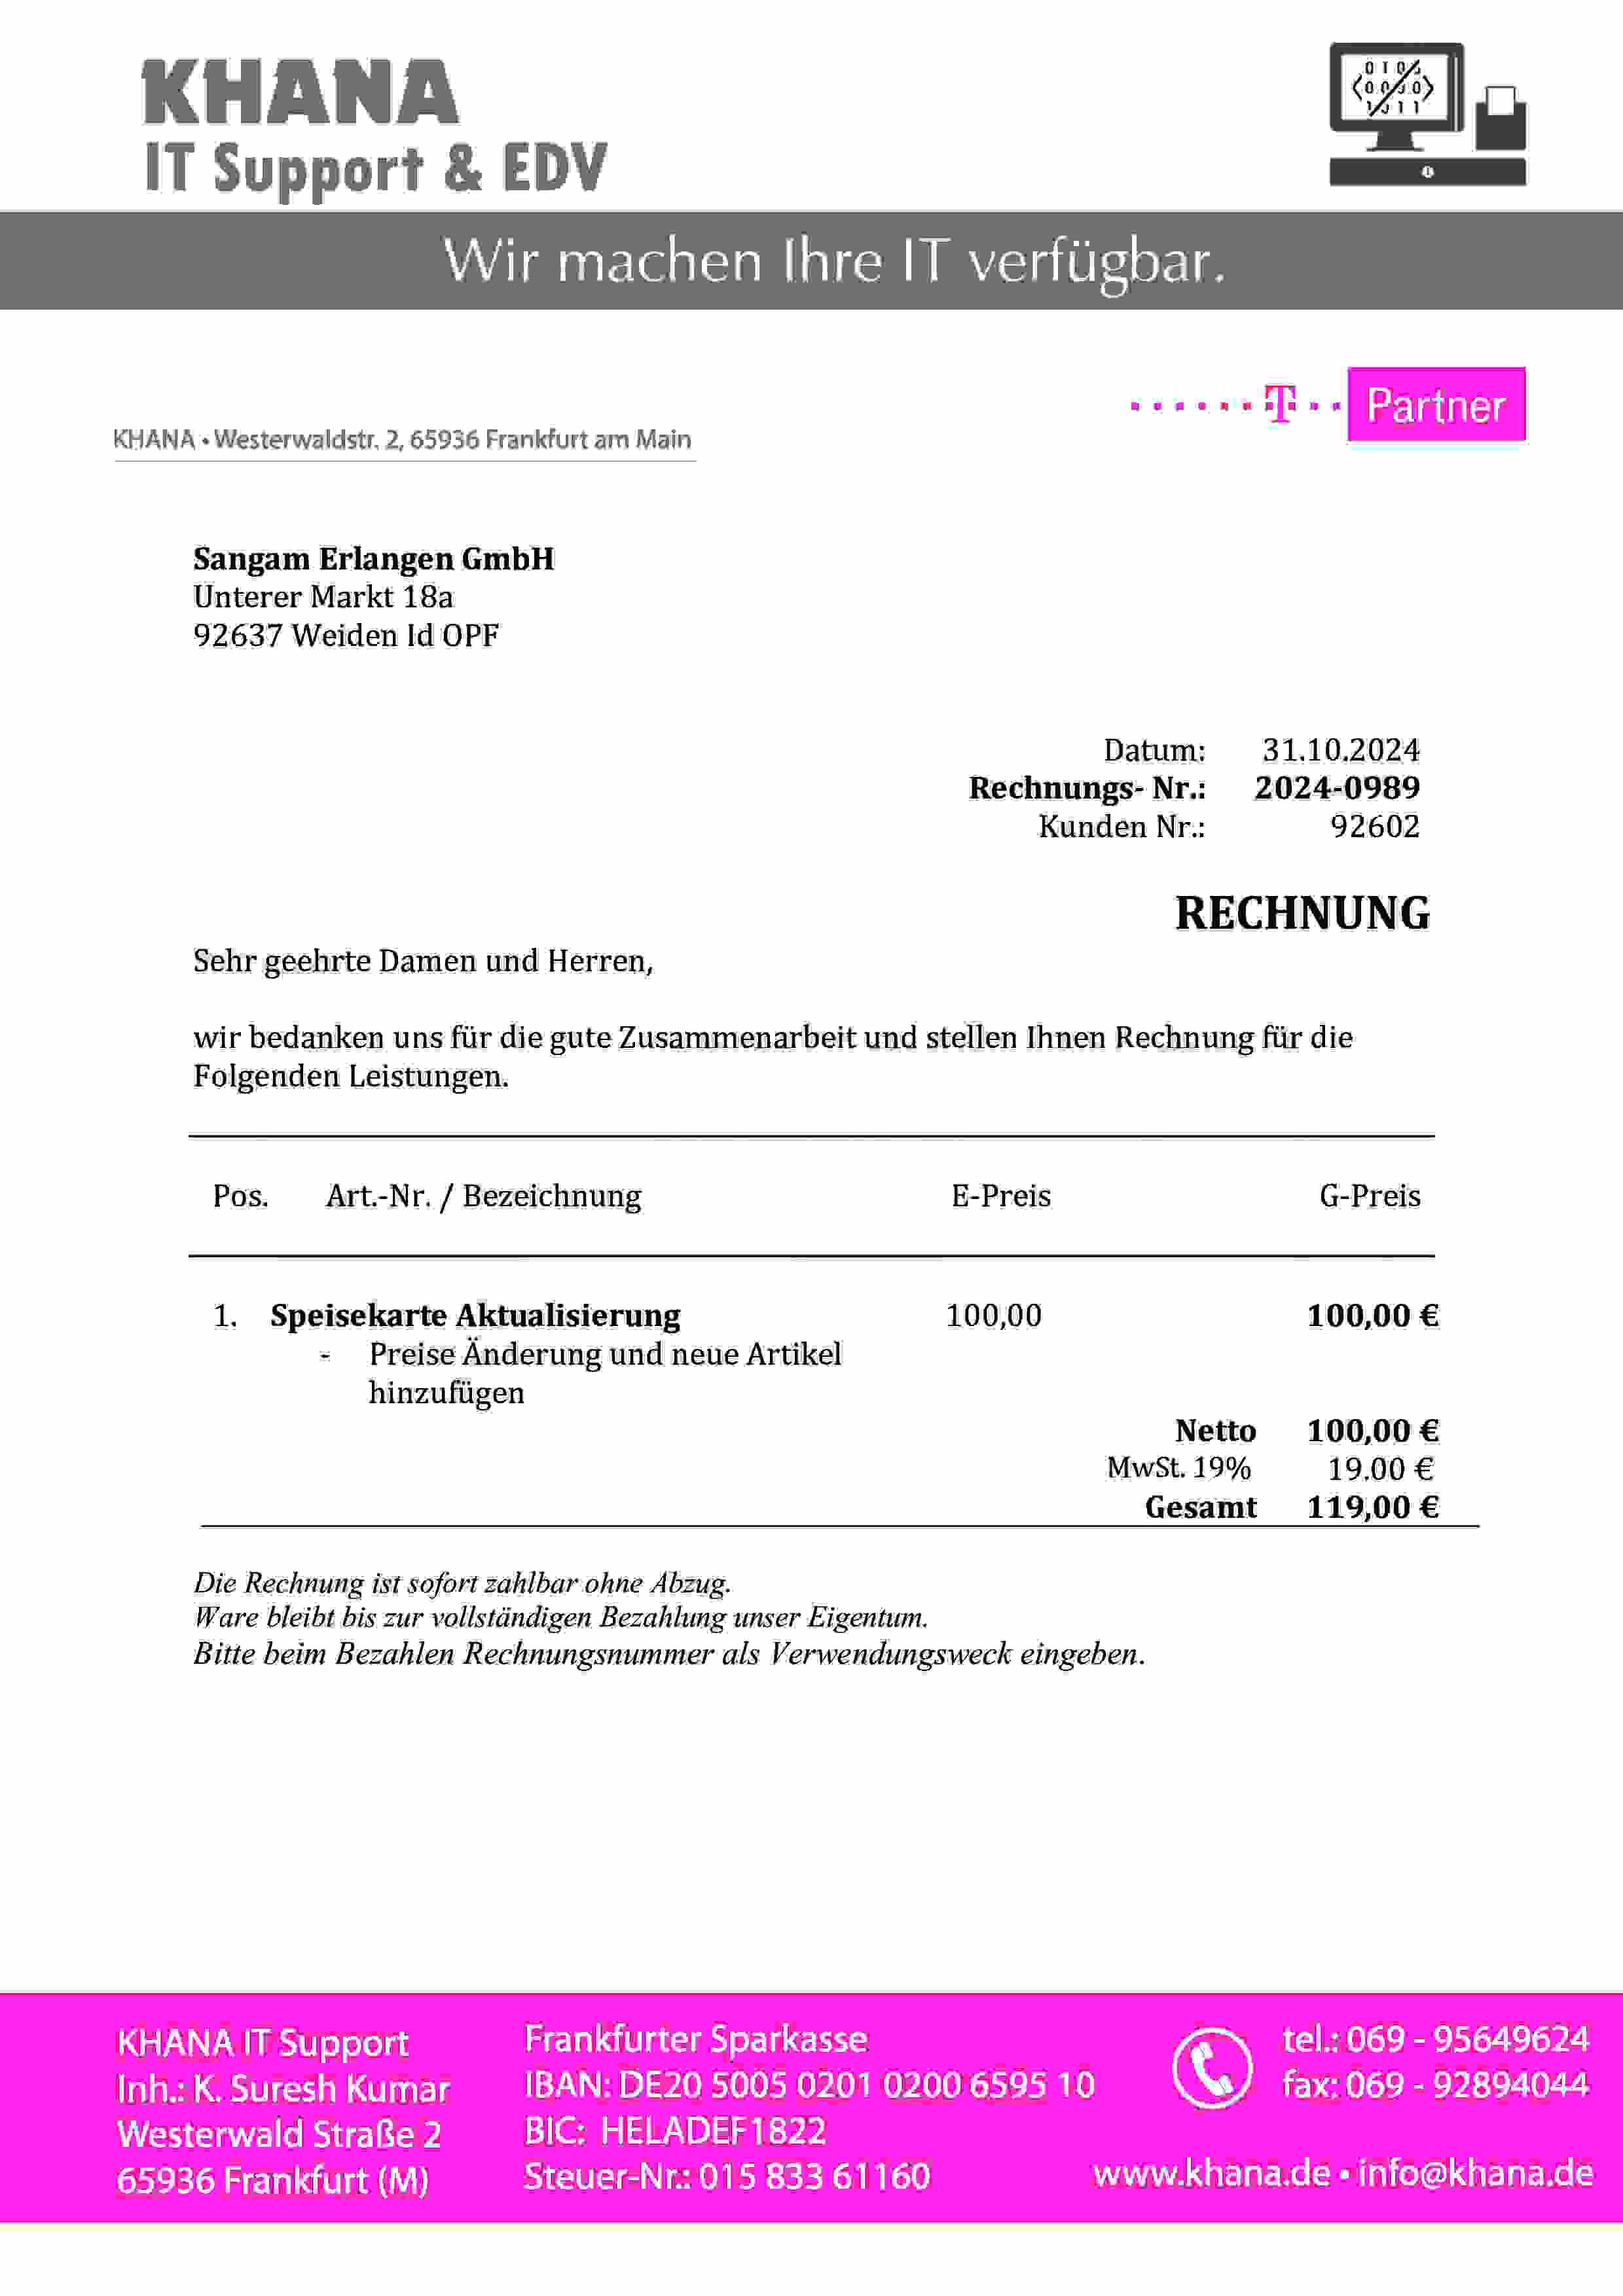 KHANA
IT Support & EDV
Wir machen Ihre IT verfügbar.
T Partner
KHANA • Westerwaldstr. 2, 65936 Frankfurt am Main
Sangam Erlangen GmbH
Unterer Markt 18a
92637 Weiden Id OPF
Datum: 31.10.2024
Rechnungs- Nr.: 2024-0989
Kunden Nr.: 92602
RECHNUNG
Sehr geehrte Damen und Herren,
wir bedanken uns für die gute Zusammenarbeit und stellen Ihnen Rechnung für die
Folgenden Leistungen.
Pos. Art.-Nr. / Bezeichnung E-Preis G-Preis
1. Speisekarte Aktualisierung 100,00 100,00 €
- Preise Änderung und neue Artikel
hinzufügen
Netto 100,00 €
MwSt. 19% 19.00 €
Gesamt 119,00 €
Die Rechnung ist sofort zahlbar ohne Abzug.
Ware bleibt bis zur vollständigen Bezahlung unser Eigentum.
Bitte beim Bezahlen Rechnungsnummer als Verwendungsweck eingeben.
KHANA IT Support
Inh.: K. Suresh Kumar
Westerwald Straße 2
65936 Frankfurt (M)
Frankfurter Sparkasse
IBAN: DE20 5005 0201 0200 6595 10
BIC: HELADEF1822
Steuer-Nr.: 015 833 61160
tel.: 069 - 95649624
fax: 069 - 92894044
www.khana.de • info@khana.de